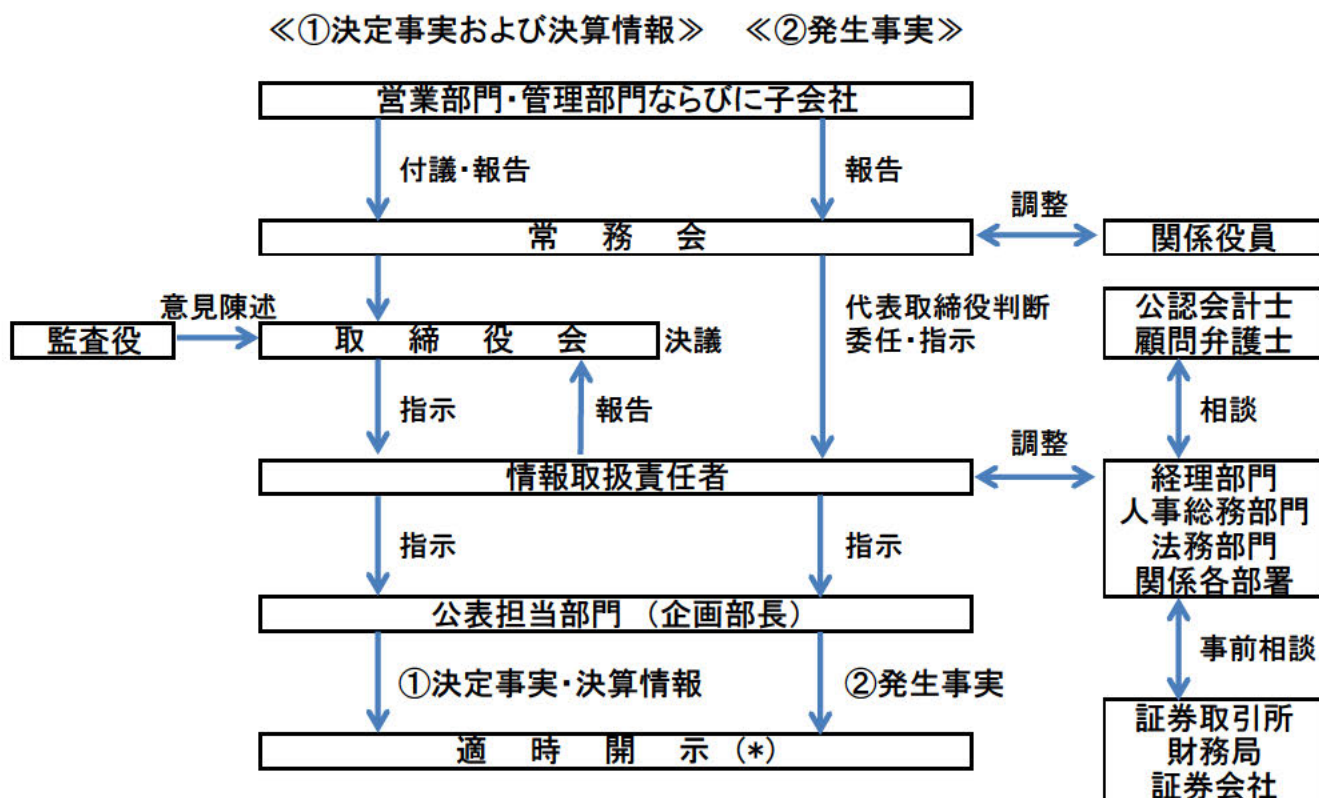 ≪①決定事実および決算情報≫ ≪②発生事実≫
営業部門・管理部門ならびに子会社
付議・報告
報告
調整
常務会
関係役員
意見陳述
代表取締役判断
委任・指示
公認会計士
顧問弁護士
監査役
取締役会
決議
指示
報告
相談
調整
情報取扱責任者
経理部門
人事総務部門
法務部門
関係各部署
指示
指示
公表担当部門 （企画部長）
事前相談
①決定事実・決算情報
②発生事実
適時開示（*）
証券取引所
財務局
証券会社